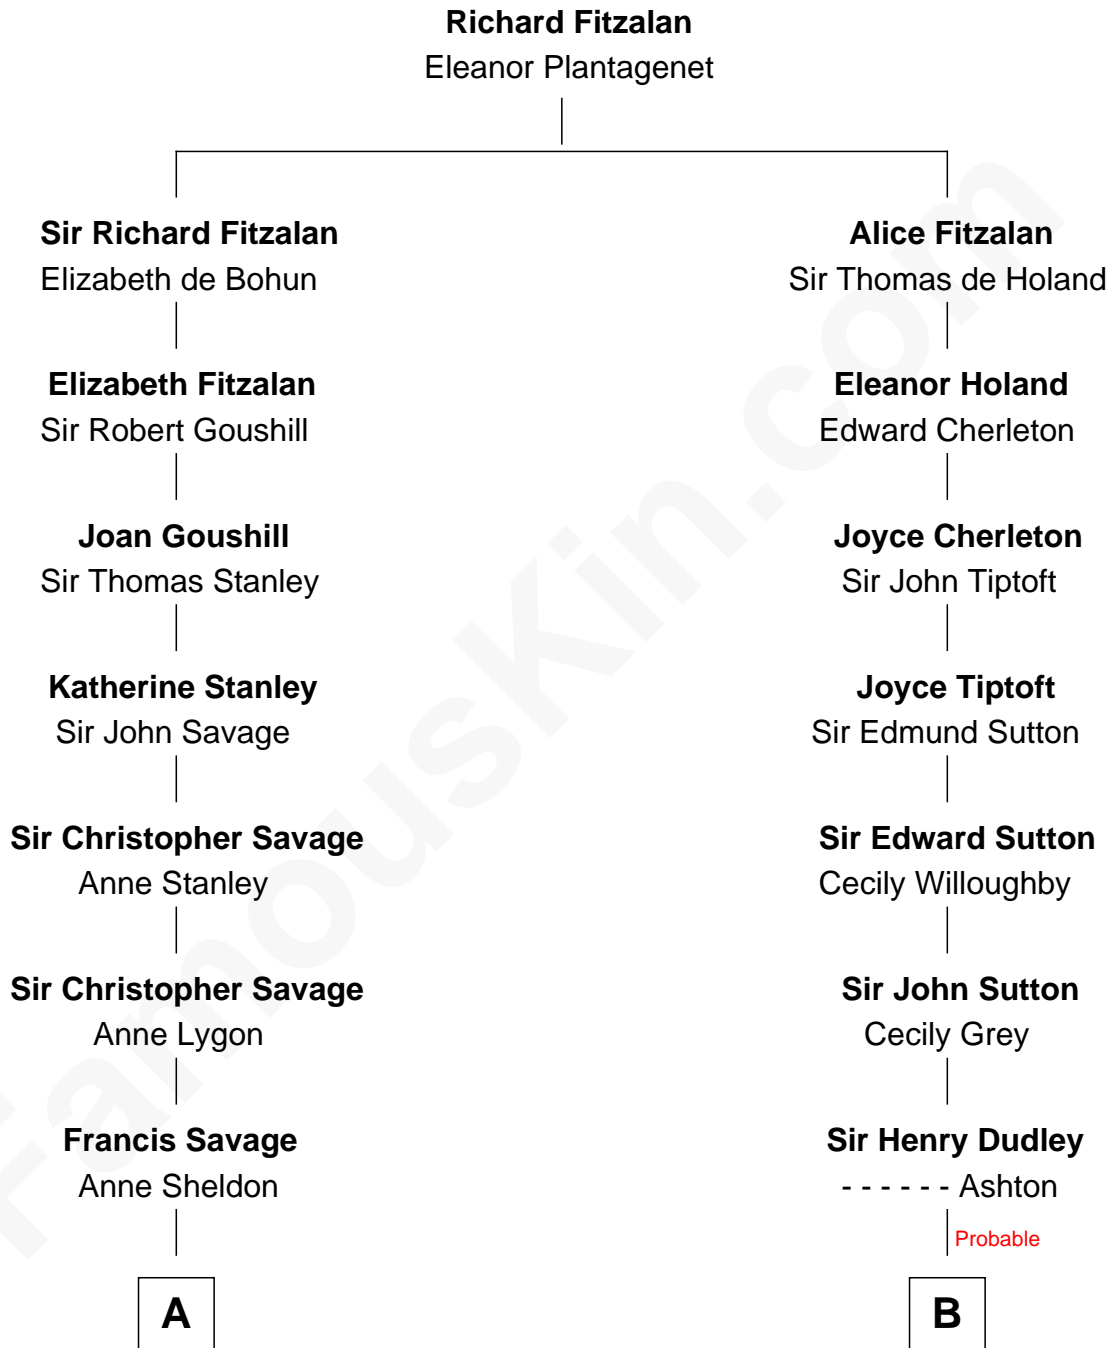 Richard Fitzalan
Eleanor Plantagenet
Sir Richard Fitzalan
Elizabeth de Bohun
Alice Fitzalan
Sir Thomas de Holand
Elizabeth Fitzalan
Sir Robert Goushill
Eleanor Holand
Edward Cherleton
Joan Goushill
Sir Thomas Stanley
Joyce Cherleton
Sir John Tiptoft
Katherine Stanley
Sir John Savage
Joyce Tiptoft
Sir Edmund Sutton
Sir Christopher Savage
Anne Stanley
Sir Edward Sutton
Cecily Willoughby
Sir Christopher Savage
Anne Lygon
Sir John Sutton
Cecily Grey
Francis Savage
Anne Sheldon
Sir Henry Dudley
- - - - - - Ashton
Probable
A
B
FamousKin.com